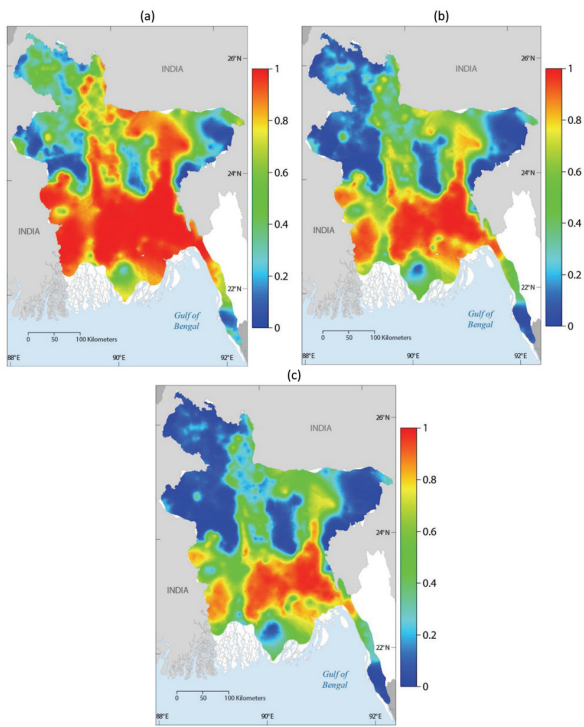 (a)
INDIA
26°N
24°N
22°N
INDIA
Gulf of
Bengal
0 50 100 Kilometers
88°E
90°E
92°E
1
0.8
0.6
0.4
0.2
0
(b)
INDIA
26°N
24°N
22°N
INDIA
Gulf of
Bengal
0 50 100 Kilometers
88°E
90°E
92°E
1
0.8
0.6
0.4
0.2
0
(c)
INDIA
26°N
24°N
22°N
INDIA
Gulf of
Bengal
0 50 100 Kilometers
88°E
90°E
92°E
1
0.8
0.6
0.4
0.2
0